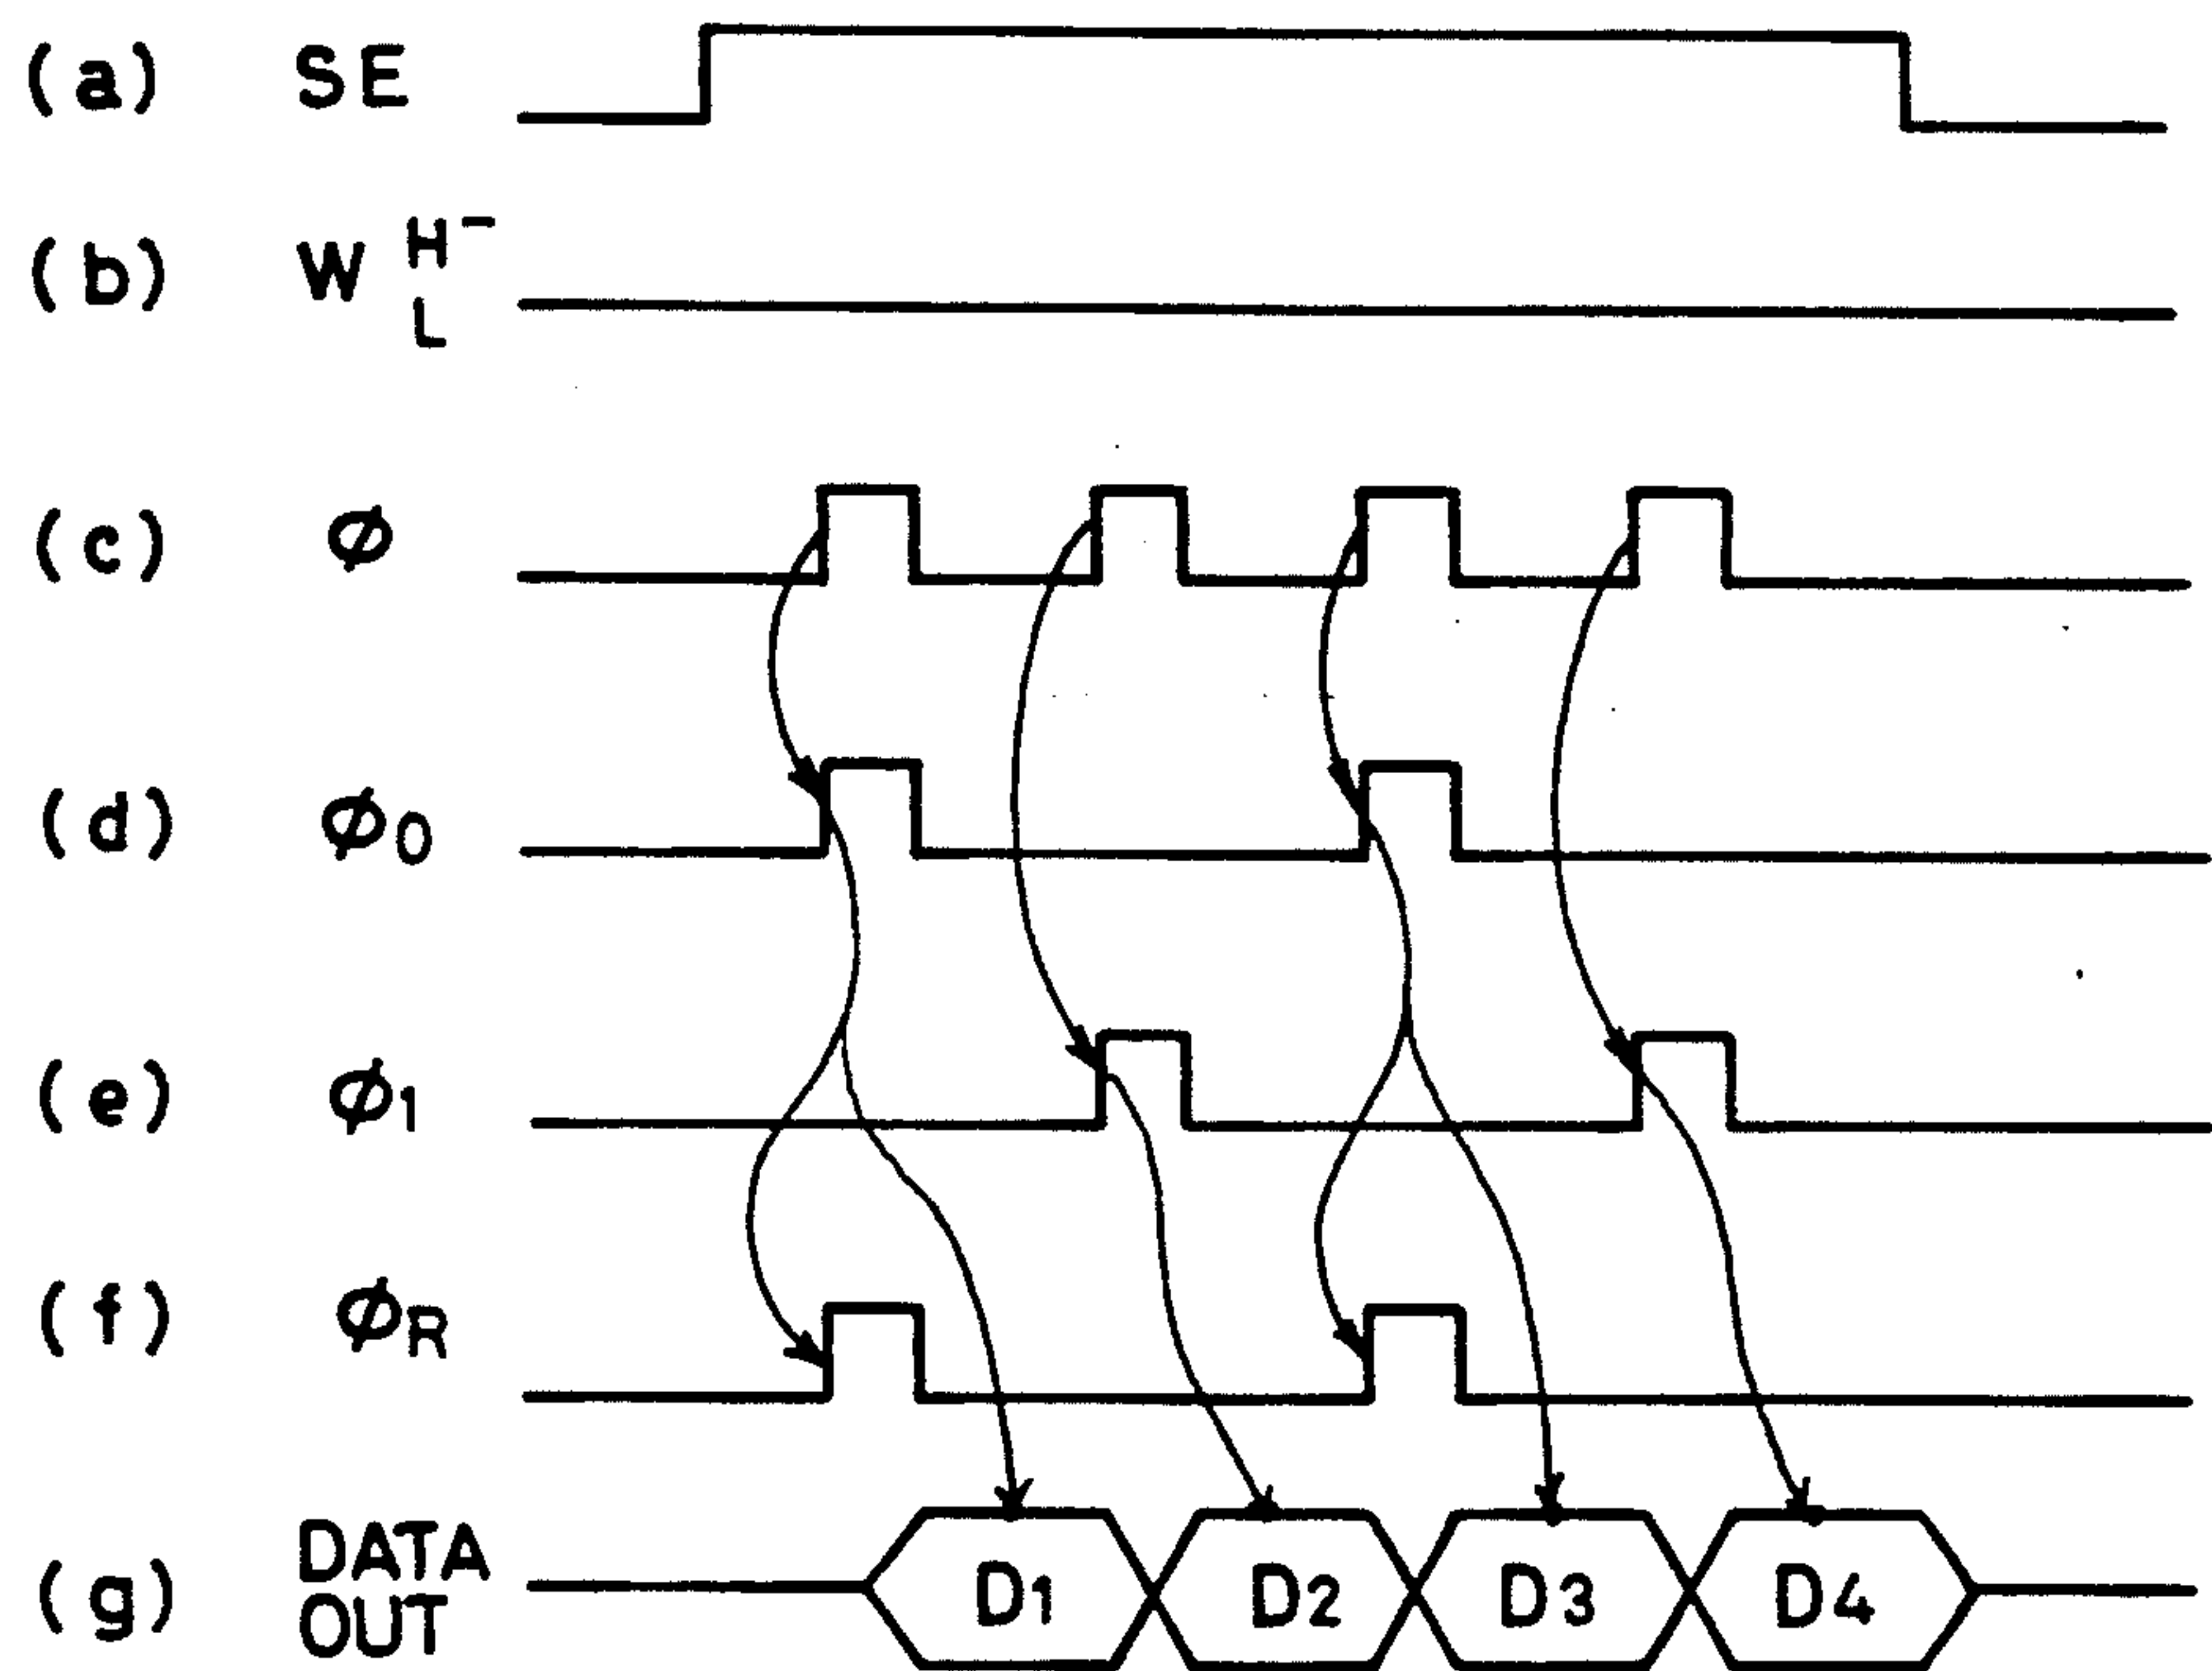 (a) SE
(b) W H
L
(c) ø
(d) ø0
(e) ø1
(f) øR
(g) DATA OUT
D1 D2 D3 D4